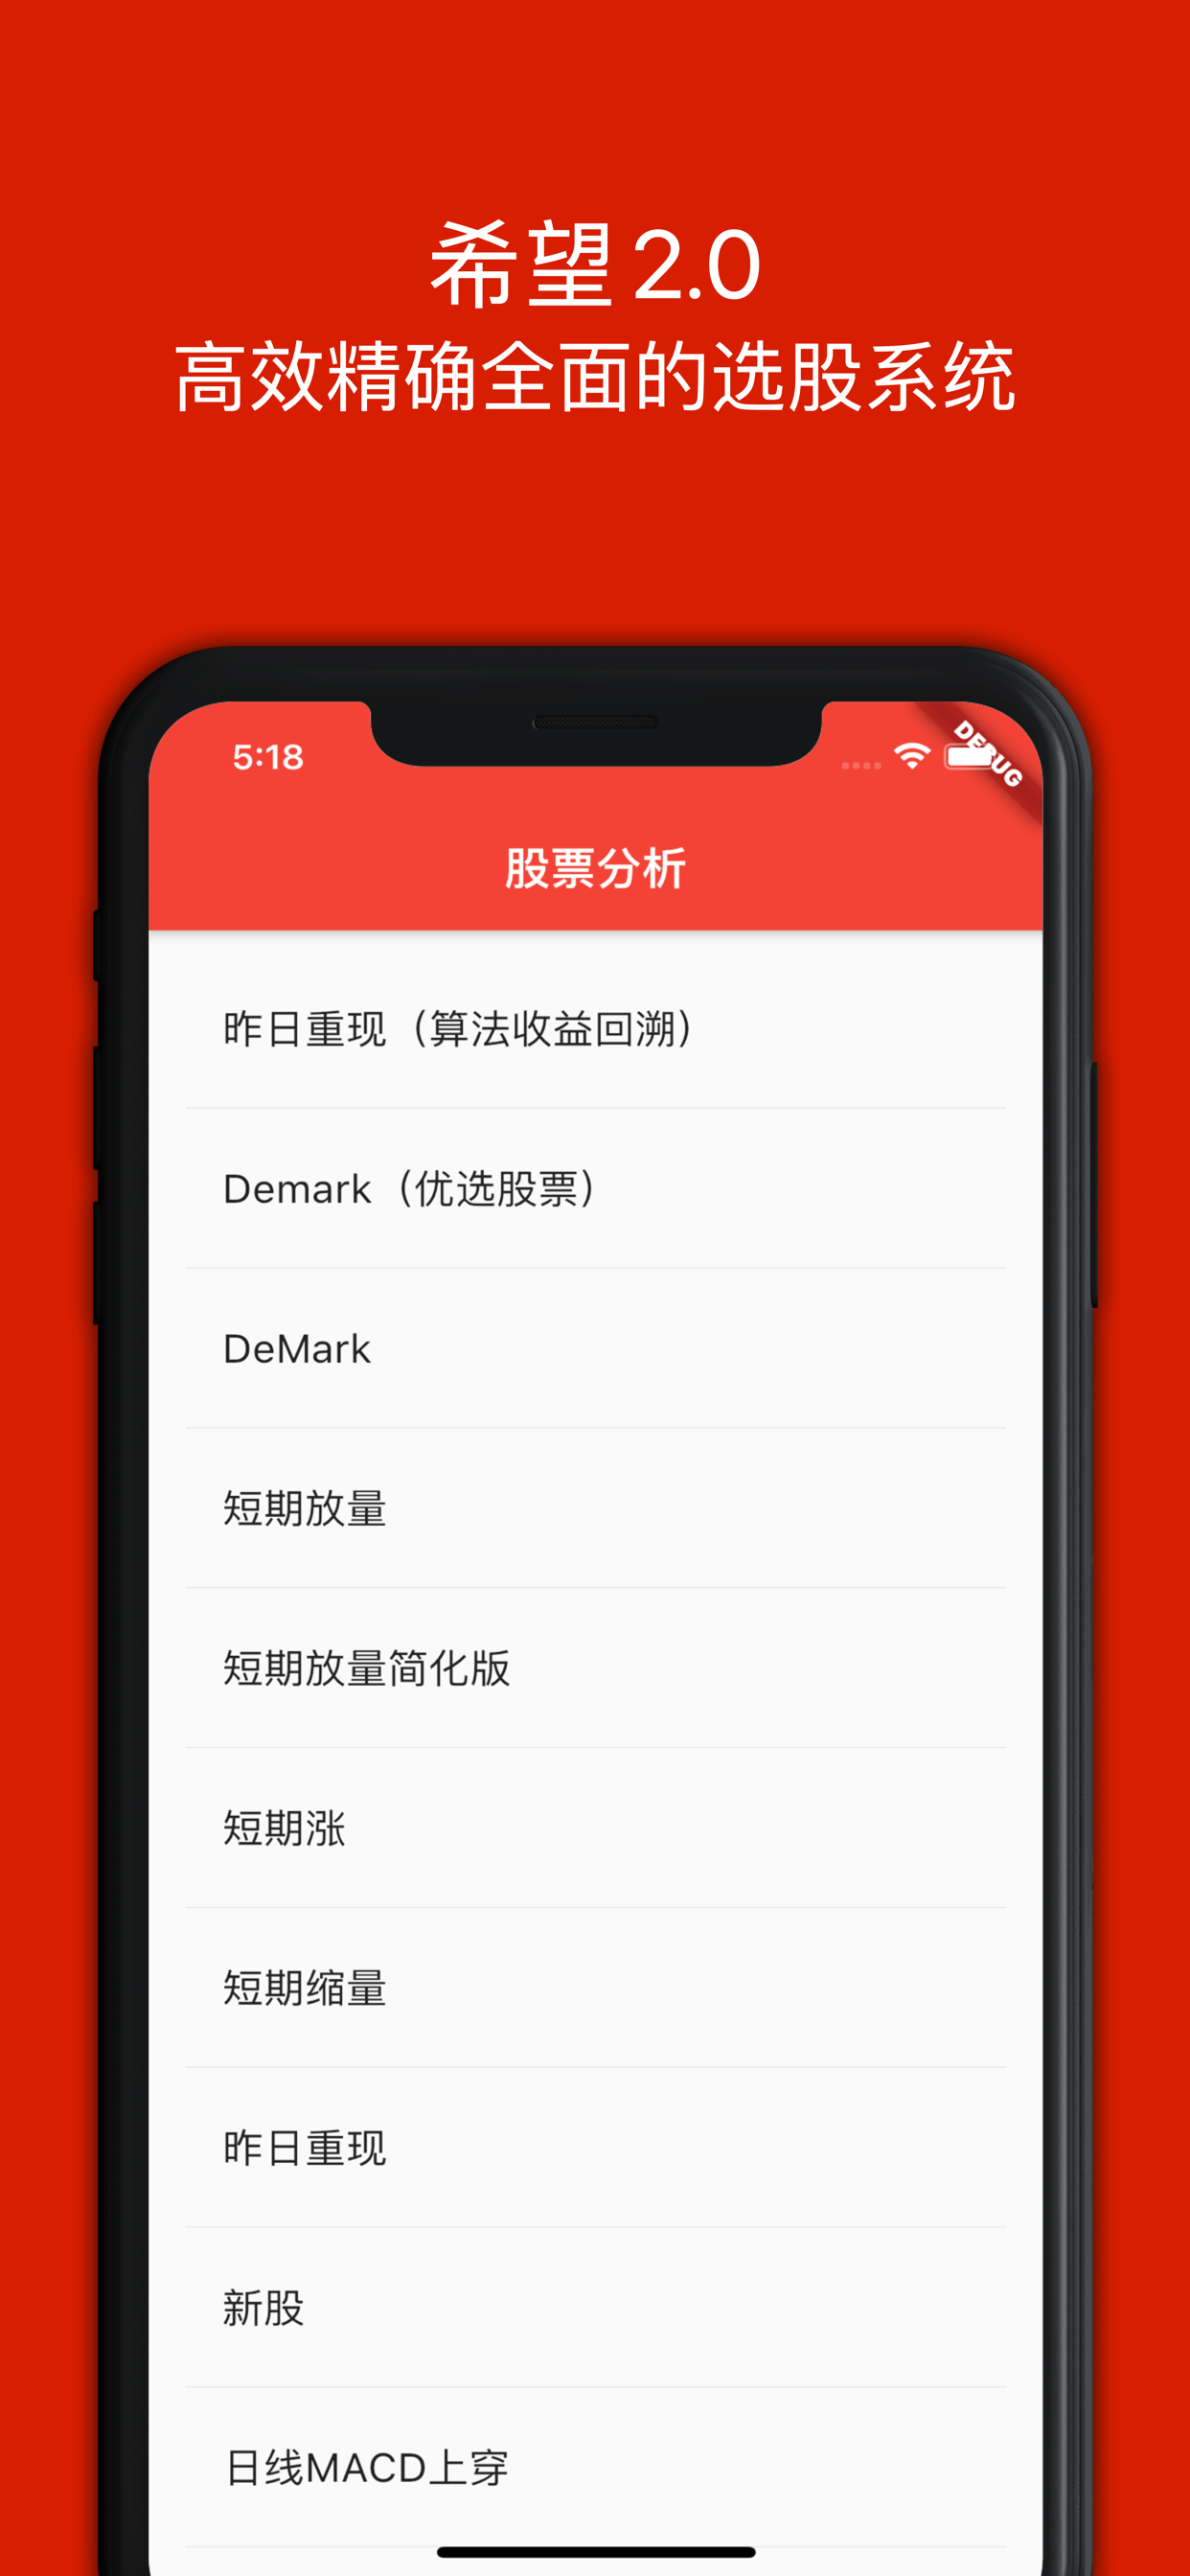 希望2.0
高效精确全面的选股系统
5:18
DEBUG
股票分析
昨日重现（算法收益回溯）
Demark（优选股票）
DeMark
短期放量
短期放量简化版
短期涨
短期缩量
昨日重现
新股
日线MACD上穿